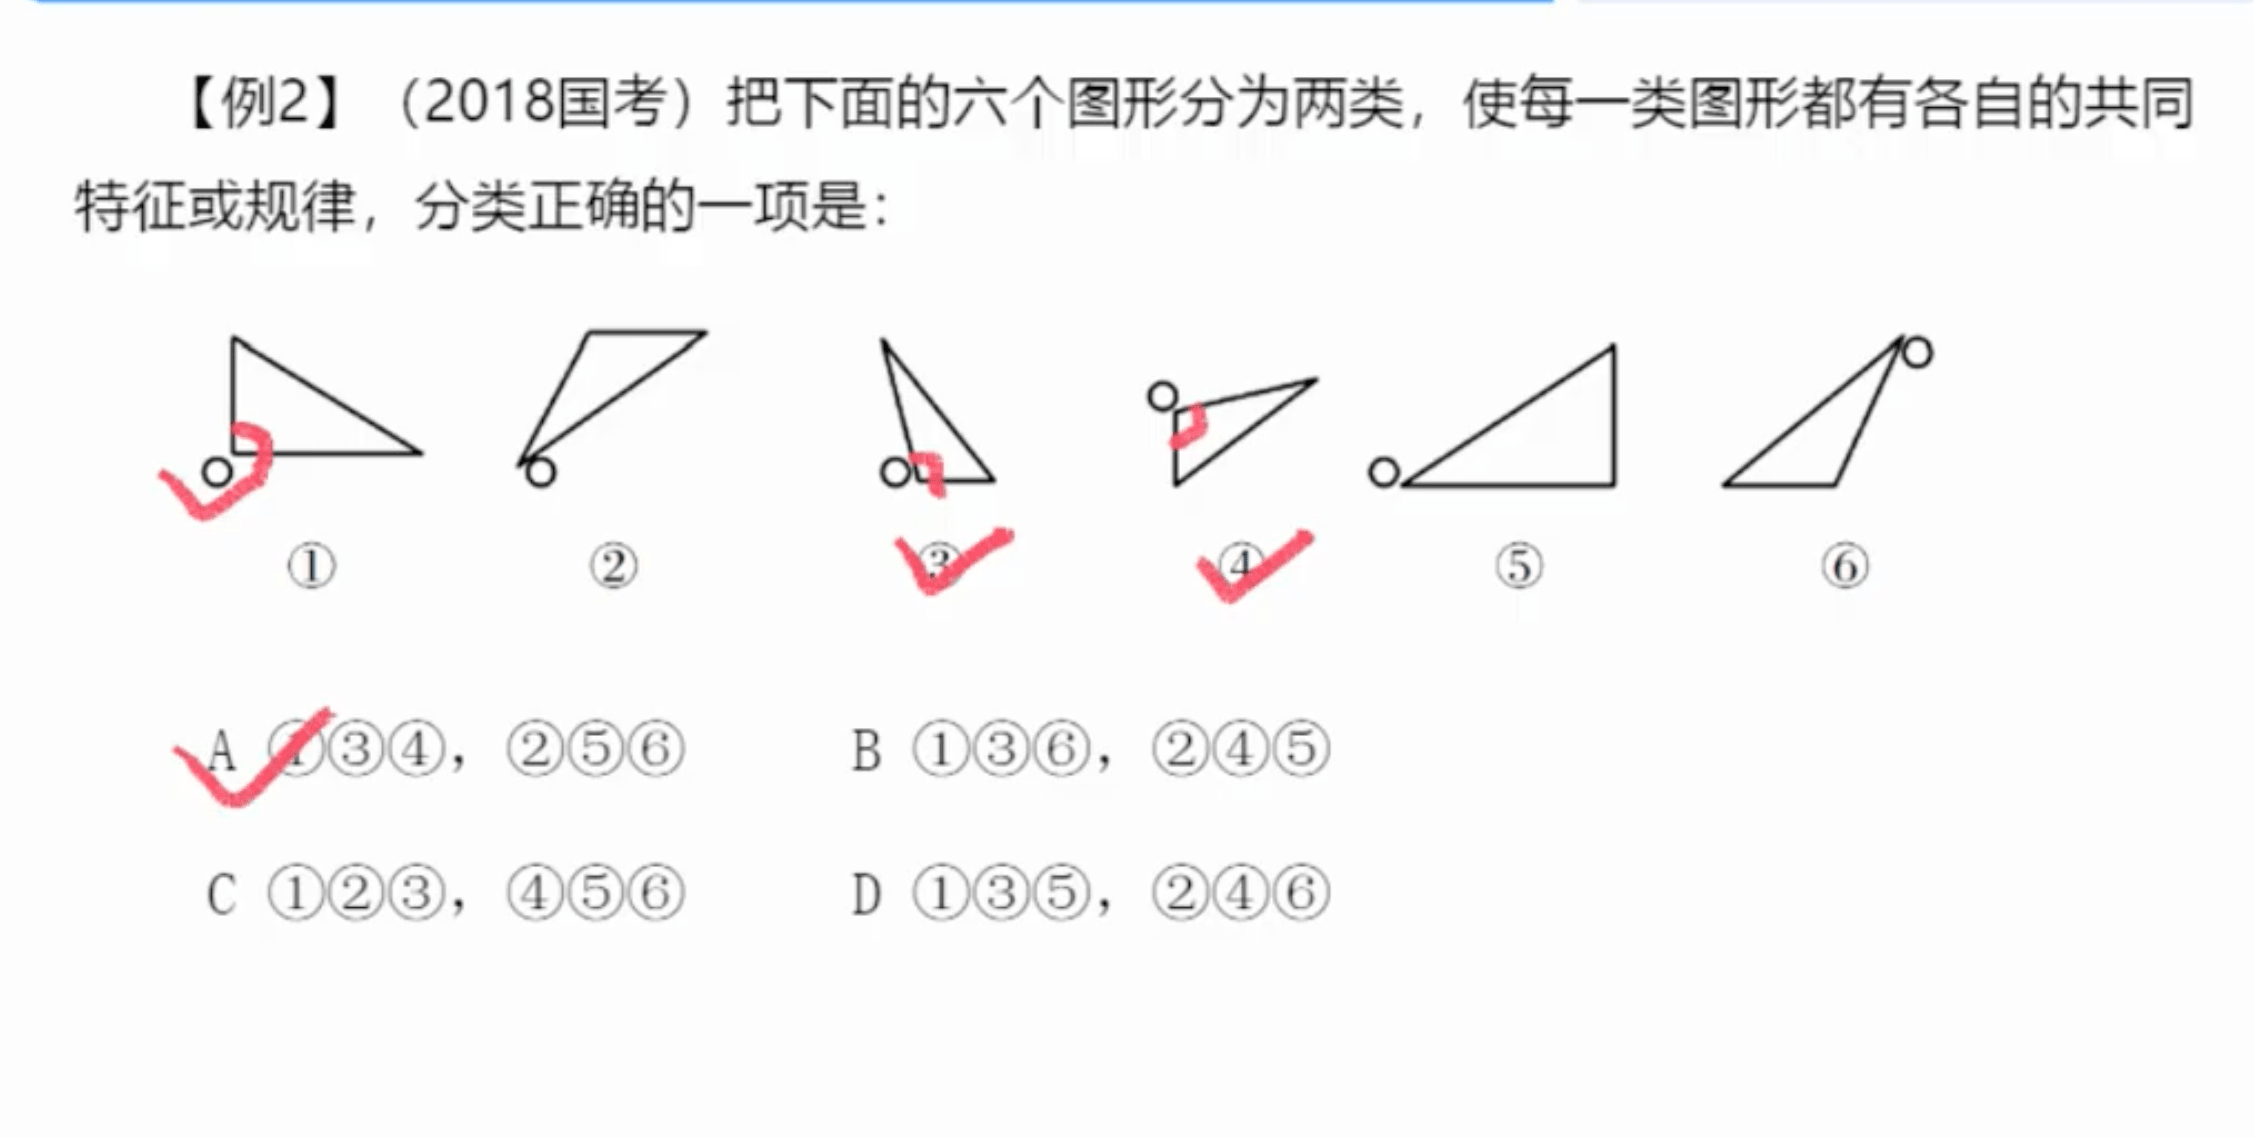 【例2】（2018国考）把下面的六个图形分为两类，使每一类图形都有各自的共同
特征或规律，分类正确的一项是：
① ② ③ ④ ⑤ ⑥
A ①③④，②⑤⑥ B ①③⑥，②④⑤
C ①②③，④⑤⑥ D ①③⑤，②④⑥